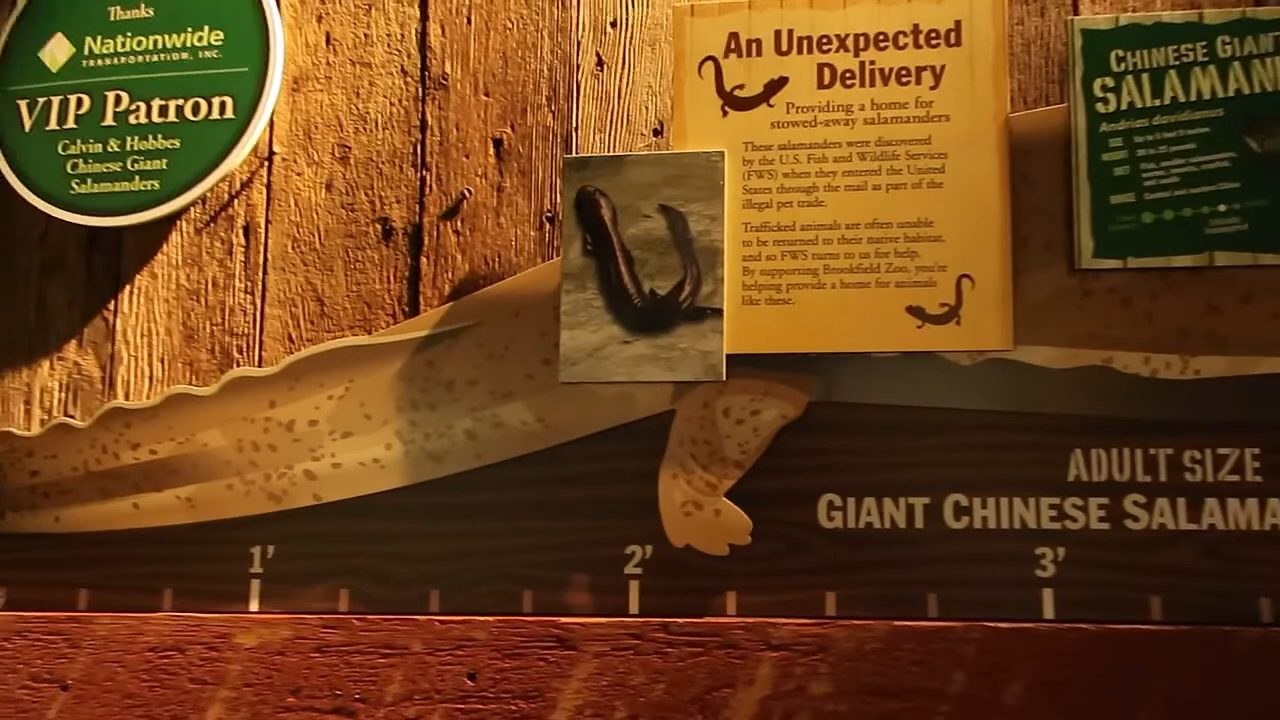 Thanks
Nationwide
TRANSPORTATION, INC.
VIP Patron
Calvin & Hobbes
Chinese Giant
Salamanders
An Unexpected
Delivery
Providing a home for
stowed-away salamanders
These salamanders were discovered
by the U.S. Fish and Wildlife Services
(FWS) when they entered the United
States through the mail as part of the
illegal pet trade.
Trafficked animals are often unable
to be returned to their native habitat,
and so FWS turns to us for help.
By supporting Brookfield Zoo, you're
helping provide a home for animals
like these.
CHINESE GIANT
SALAMAN
Andrias davidianus
ADULT SIZE
GIANT CHINESE SALAMA
1' 2' 3'